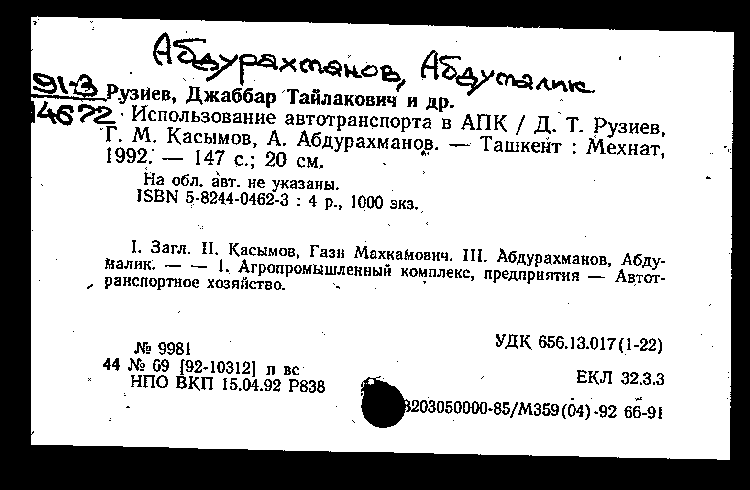 Абдурахманов, Абдумалик
91-3
14672
Рузиев, Джаббар Тайлакович и др.
Использование автотранспорта в АПК / Д. Т. Рузиев,
Г. М. Касымов, А. Абдурахманов. — Ташкент : Мехнат,
1992. — 147 с.; 20 см.
На обл. авт. не указаны.
ISBN 5-8244-0462-3 : 4 р., 1000 экз.
I. Загл. II. Касымов, Гази Махкамович. III. Абдурахманов, Абду-
малик. — — 1. Агропромышленный комплекс, предприятия — Автот-
ранспортное хозяйство.
УДК 656.13.017(1-22)
№ 9981
44 № 69 [92-10312] п вс
ЕКЛ 32.3.3
НПО ВКП 15.04.92 Р838
3203050000-85/М359(04)-92 66-91